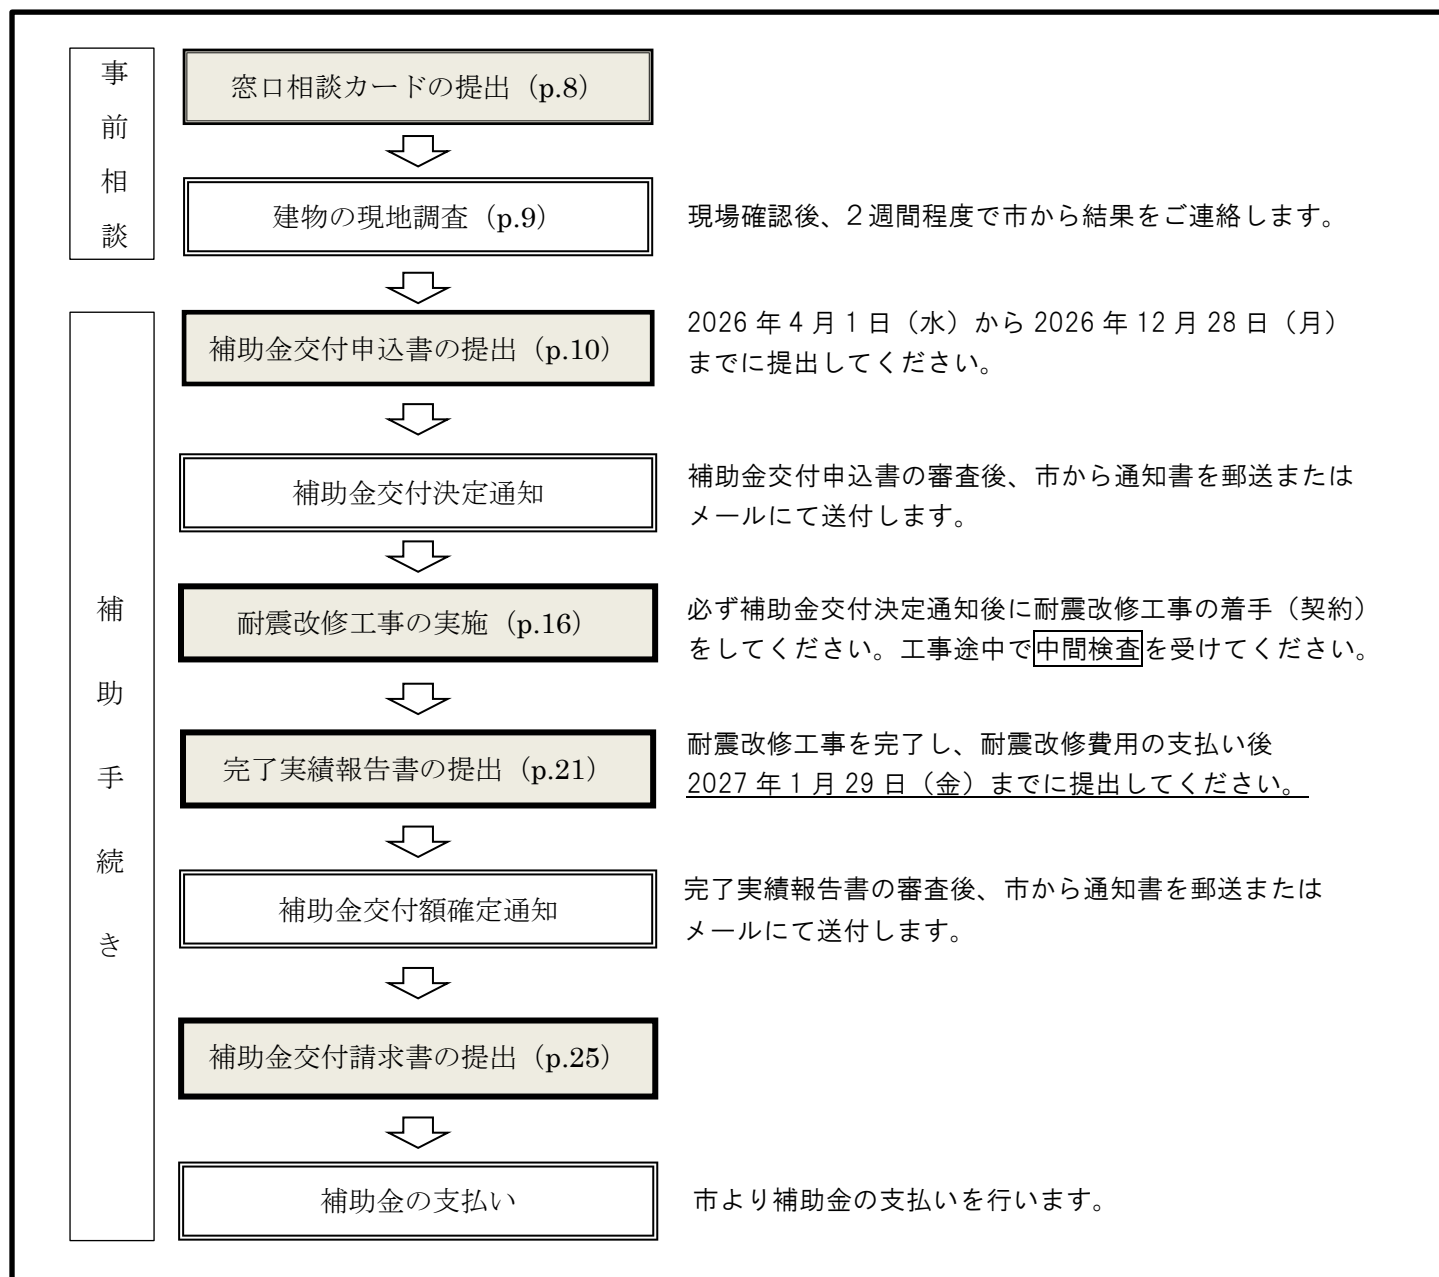 事前相談
窓口相談カードの提出（p.8）
建物の現地調査（p.9）
現場確認後、２週間程度で市から結果をご連絡します。
補助手続き
補助金交付申込書の提出（p.10）
2026 年 4 月 1 日（水）から 2026 年 12 月 28 日（月）
までに提出してください。
補助金交付決定通知
補助金交付申込書の審査後、市から通知書を郵送または
メールにて送付します。
耐震改修工事の実施（p.16）
必ず補助金交付決定通知後に耐震改修工事の着手（契約）
をしてください。工事途中で中間検査を受けてください。
完了実績報告書の提出（p.21）
耐震改修工事を完了し、耐震改修費用の支払い後
2027 年 1 月 29 日（金）までに提出してください。
補助金交付額確定通知
完了実績報告書の審査後、市から通知書を郵送または
メールにて送付します。
補助金交付請求書の提出（p.25）
補助金の支払い
市より補助金の支払いを行います。